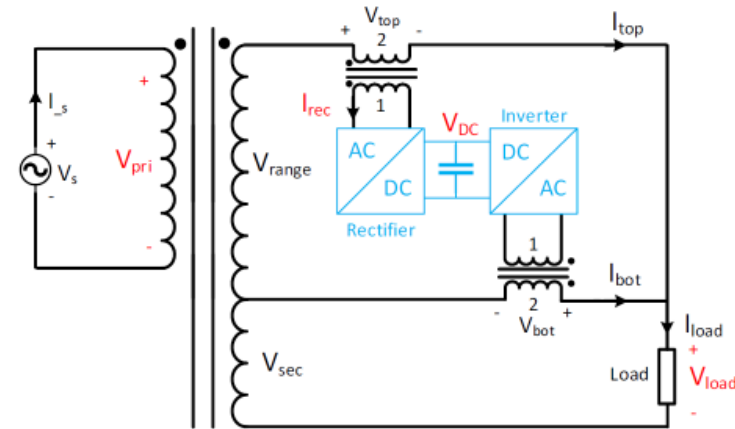 V_top
+ 2 -
I_top
I_s
+
V_s
-
+
V_pri
-
V_range
I_rec
1
V_DC
Inverter
AC
DC
DC
AC
Rectifier
1
I_bot
- 2 +
V_bot
I_load
V_sec
Load
+
V_load
-